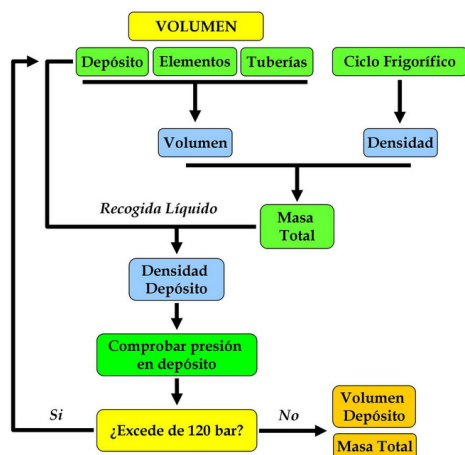 VOLUMEN
Depósito
Elementos
Tuberías
Ciclo Frigorífico
Volumen
Densidad
Recogida Líquido
Masa
Total
Densidad
Depósito
Comprobar presión
en depósito
Si
¿Excede de 120 bar?
No
Volumen
Depósito
Masa Total